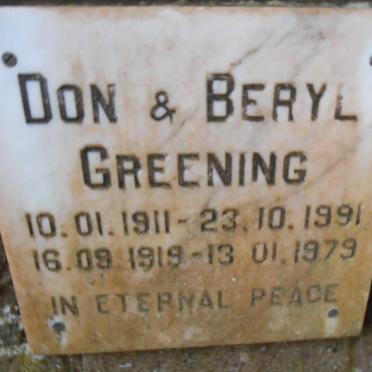 DON & BERYL
GREENING
10.01.1911-23.10.1991
16.09.1919-13.01.1979
IN ETERNAL PEACE